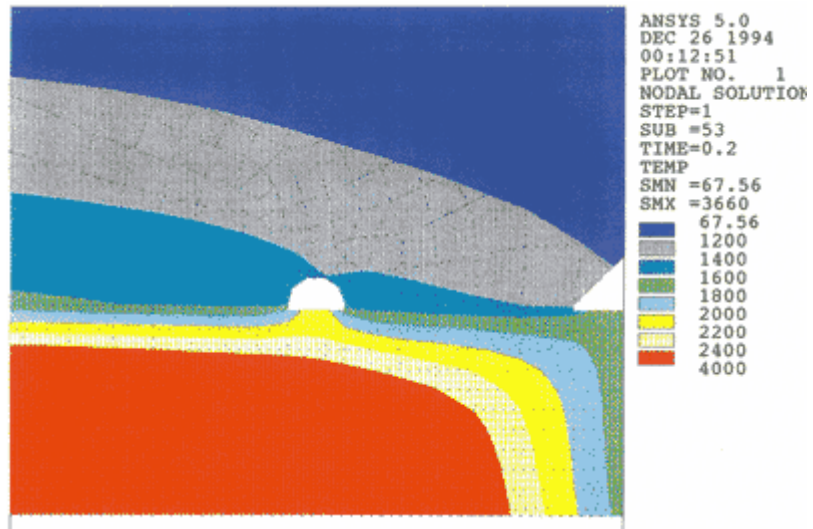 ANSYS 5.0
DEC 26 1994
00:12:51
PLOT NO. 1
NODAL SOLUTION
STEP=1
SUB =53
TIME=0.2
TEMP
SMN =67.56
SMX =3660
67.56
1200
1400
1600
1800
2000
2200
2400
4000